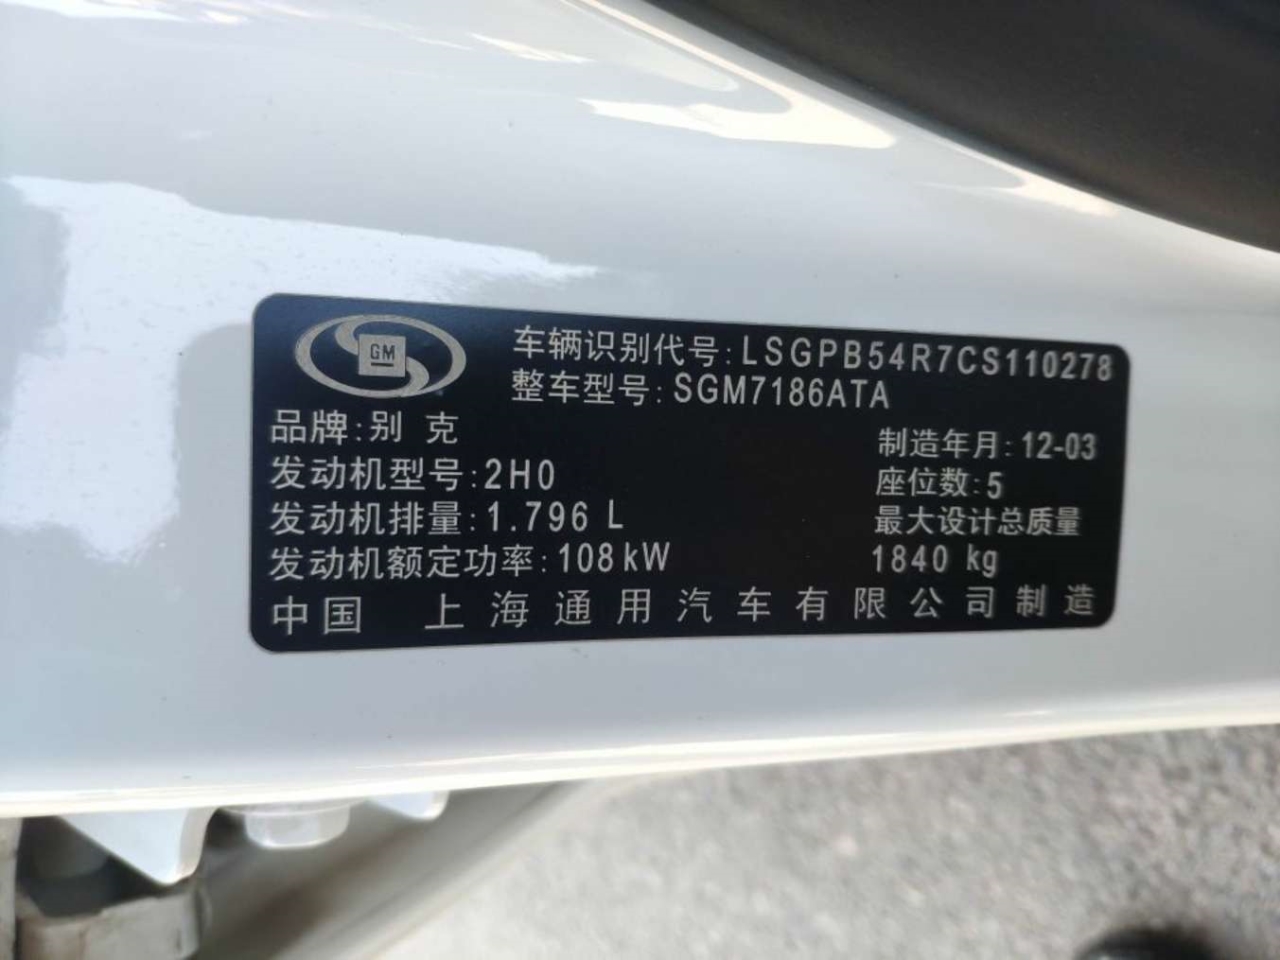 GM
车辆识别代号:LSGPB54R7CS110278
整车型号:SGM7186ATA
品牌:别 克
制造年月:12-03
发动机型号:2H0
座位数:5
发动机排量:1.796 L
最大设计总质量
发动机额定功率:108kW
1840 kg
中国 上海通用汽车有限公司制造